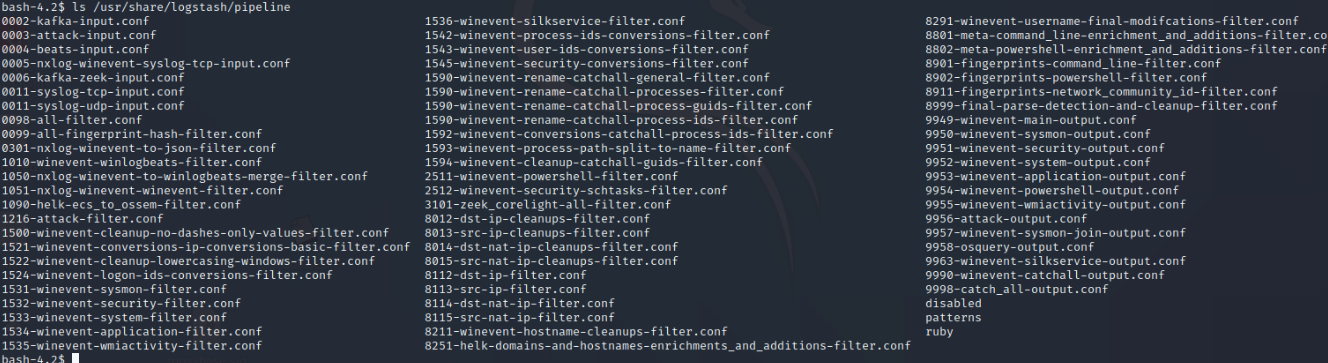 bash-4.2$ ls /usr/share/logstash/pipeline
0002-kafka-input.conf 1536-winevent-silkservice-filter.conf 8291-winevent-username-final-modifcations-filter.conf
0003-attack-input.conf 1542-winevent-process-ids-conversions-filter.conf 8801-meta-command_line-enrichment_and_additions-filter.co
0004-beats-input.conf 1543-winevent-user-ids-conversions-filter.conf 8802-meta-powershell-enrichment_and_additions-filter.conf
0005-nxlog-winevent-syslog-tcp-input.conf 1545-winevent-security-conversions-filter.conf 8901-fingerprints-command_line-filter.conf
0006-kafka-zeek-input.conf 1590-winevent-rename-catchall-general-filter.conf 8902-fingerprints-powershell-filter.conf
0011-syslog-tcp-input.conf 1590-winevent-rename-catchall-processes-filter.conf 8911-fingerprints-network_community_id-filter.conf
0011-syslog-udp-input.conf 1590-winevent-rename-catchall-process-guids-filter.conf 8999-final-parse-detection-and-cleanup-filter.conf
0098-all-filter.conf 1590-winevent-rename-catchall-process-ids-filter.conf 9949-winevent-main-output.conf
0099-all-fingerprint-hash-filter.conf 1592-winevent-conversions-catchall-process-ids-filter.conf 9950-winevent-sysmon-output.conf
0301-nxlog-winevent-to-json-filter.conf 1593-winevent-process-path-split-to-name-filter.conf 9951-winevent-security-output.conf
1010-winevent-winlogbeats-filter.conf 1594-winevent-cleanup-catchall-guids-filter.conf 9952-winevent-system-output.conf
1050-nxlog-winevent-to-winlogbeats-merge-filter.conf 2511-winevent-powershell-filter.conf 9953-winevent-application-output.conf
1051-nxlog-winevent-winevent-filter.conf 2512-winevent-security-schtasks-filter.conf 9954-winevent-powershell-output.conf
1090-helk-ecs_to_ossem-filter.conf 3101-zeek_corelight-all-filter.conf 9955-winevent-wmiactivity-output.conf
1216-attack-filter.conf 8012-dst-ip-cleanups-filter.conf 9956-attack-output.conf
1500-winevent-cleanup-no-dashes-only-values-filter.conf 8013-src-ip-cleanups-filter.conf 9957-winevent-sysmon-join-output.conf
1521-winevent-conversions-ip-conversions-basic-filter.conf 8014-dst-nat-ip-cleanups-filter.conf 9958-osquery-output.conf
1522-winevent-cleanup-lowercasing-windows-filter.conf 8015-src-nat-ip-cleanups-filter.conf 9963-winevent-silkservice-output.conf
1524-winevent-logon-ids-conversions-filter.conf 8112-dst-ip-filter.conf 9990-winevent-catchall-output.conf
1531-winevent-sysmon-filter.conf 8113-src-ip-filter.conf 9998-catch_all-output.conf
1532-winevent-security-filter.conf 8114-dst-nat-ip-filter.conf disabled
1533-winevent-system-filter.conf 8115-src-nat-ip-filter.conf patterns
1534-winevent-application-filter.conf 8211-winevent-hostname-cleanups-filter.conf ruby
1535-winevent-wmiactivity-filter.conf 8251-helk-domains-and-hostnames-enrichments_and_additions-filter.conf
bash-4.2$